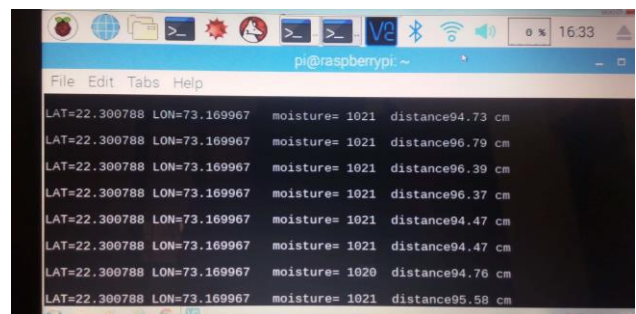 0 % 16:33
pi@raspberrypi: ~
File Edit Tabs Help
LAT=22.300788 LON=73.169967 moisture= 1021 distance94.73 cm
LAT=22.300788 LON=73.169967 moisture= 1021 distance96.79 cm
LAT=22.300788 LON=73.169967 moisture= 1021 distance96.39 cm
LAT=22.300788 LON=73.169967 moisture= 1021 distance96.37 cm
LAT=22.300788 LON=73.169967 moisture= 1021 distance94.47 cm
LAT=22.300788 LON=73.169967 moisture= 1021 distance94.47 cm
LAT=22.300788 LON=73.169967 moisture= 1020 distance94.76 cm
LAT=22.300788 LON=73.169967 moisture= 1021 distance95.58 cm